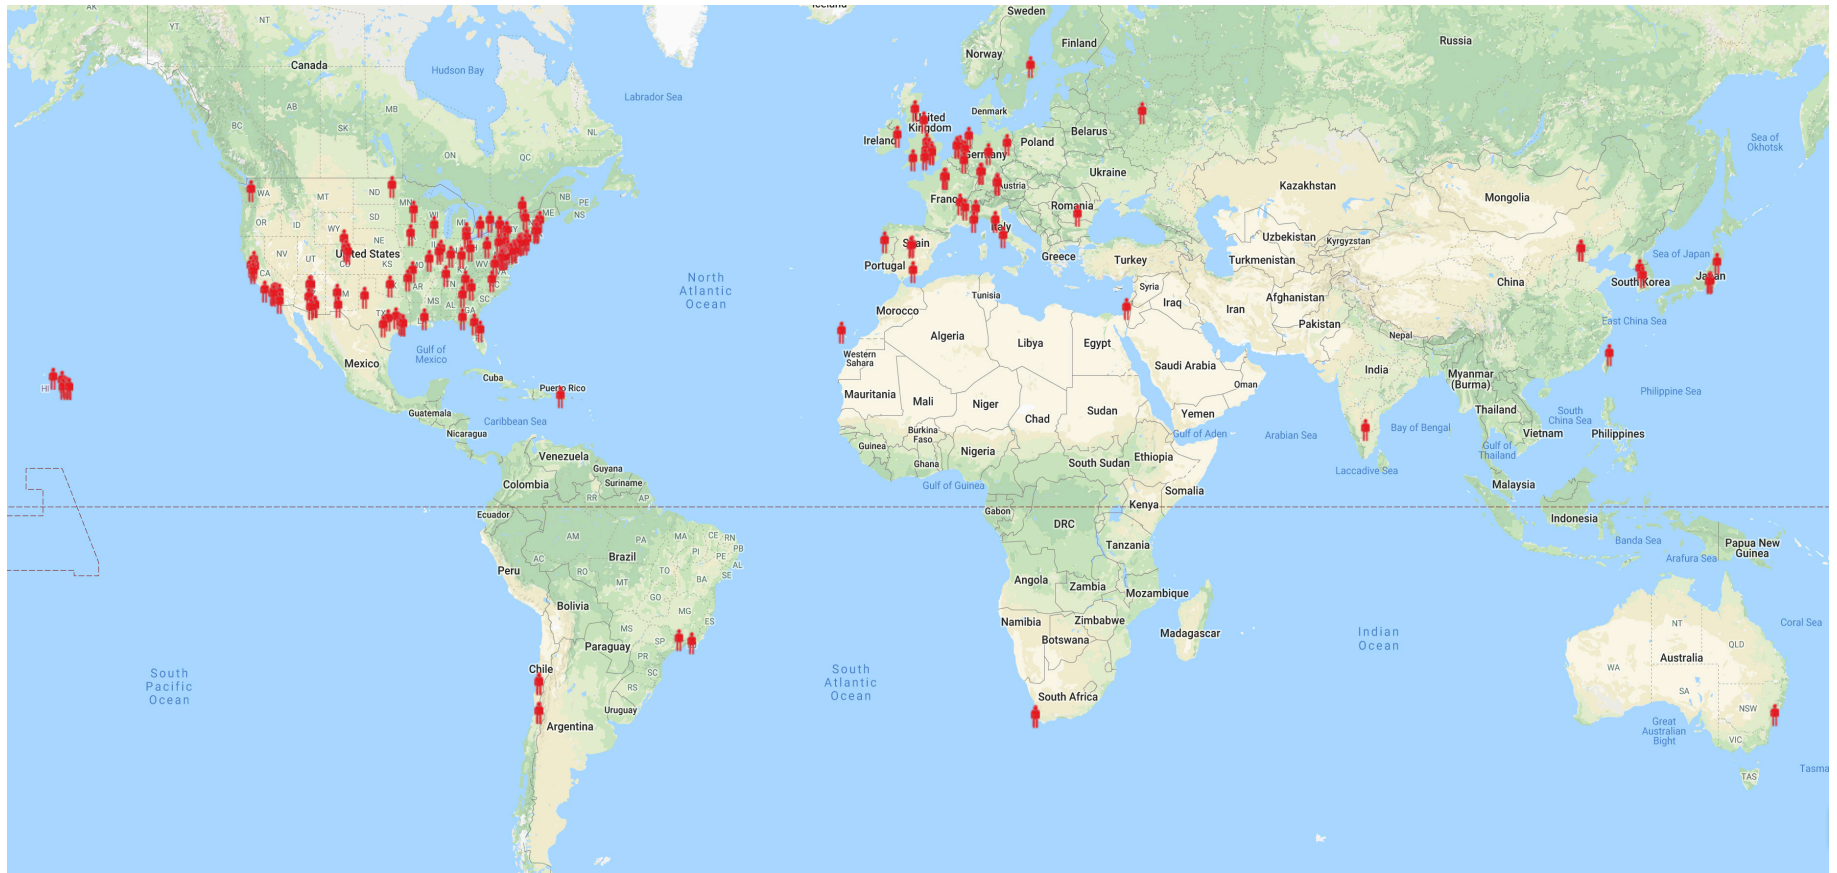 Iceland
Sweden
AK
YT
NT
Norway
Finland
Russia
Canada
Hudson Bay
Labrador Sea
AB
MB
BC
SK
NL
ON
QC
Denmark
United
Kingdom
Ireland
Belarus
Poland
Germany
Sea of
Okhotsk
Ukraine
Kazakhstan
Mongolia
Austria
WA
MT
ND
NB
PE
NS
ME
OR
ID
SD
WI
WY
NE
Romania
Italy
Spain
Portugal
Uzbekistan
Kyrgyzstan
Turkmenistan
Greece
Turkey
Sea of Japan
Japan
South Korea
China
NV
UT
United States
KS
WV
CA
AR
TN
MS
AL
SC
GA
North
Atlantic
Ocean
Syria
Iraq
Iran
Afghanistan
Pakistan
Tunisia
Morocco
Algeria
Libya
Egypt
East China Sea
Nepal
Gulf of
Mexico
Mexico
Western
Sahara
Saudi Arabia
India
Myanmar
(Burma)
Oman
Cuba
Puerto Rico
HI
Mauritania
Mali
Niger
Chad
Sudan
Yemen
Philippine Sea
Thailand
South
China Sea
Guatemala
Caribbean Sea
Nicaragua
Burkina
Faso
Guinea
Nigeria
Ghana
Gulf of Aden
Arabian Sea
Bay of Bengal
Vietnam
Philippines
Gulf of
Thailand
Venezuela
Guyana
Suriname
Colombia
South Sudan
Ethiopia
Laccadive Sea
Malaysia
Gulf of Guinea
Somalia
RR
AP
Ecuador
Gabon
Kenya
DRC
Indonesia
AM
PA
MA
CE
RN
PB
PI
PE
AL
SE
AC
RO
Brazil
TO
BA
MT
Peru
Tanzania
Banda Sea
Arafura Sea
Papua New
Guinea
Angola
Zambia
Mozambique
Bolivia
GO
MG
ES
MS
SP
Namibia
Zimbabwe
Botswana
Madagascar
Indian
Ocean
NT
Coral Sea
QLD
Paraguay
PR
SC
RS
Chile
WA
Australia
SA
NSW
South
Pacific
Ocean
South
Atlantic
Ocean
South Africa
Uruguay
Argentina
Great
Australian
Bight
VIC
TAS
Tasma